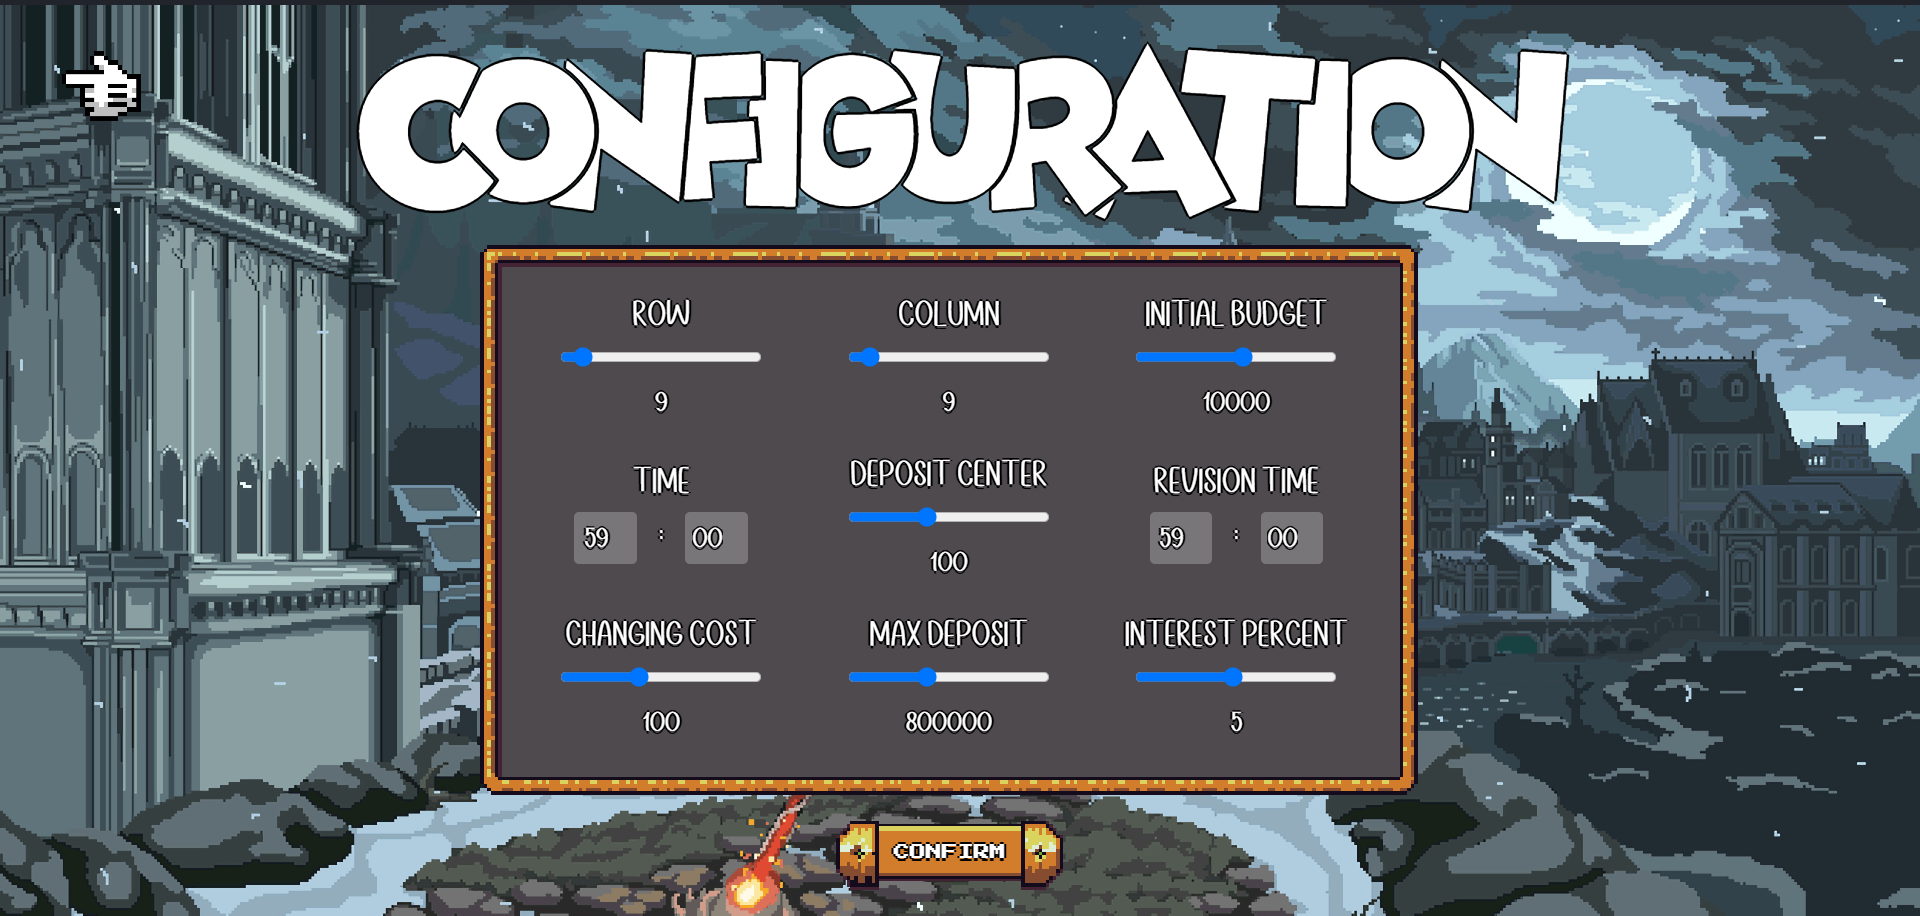 CONFIGURATION
ROW
COLUMN
INITIAL BUDGET
9
9
10000
TIME
DEPOSIT CENTER
REVISION TIME
59 : 00
100
59 : 00
CHANGING COST
MAX DEPOSIT
INTEREST PERCENT
100
800000
5
CONFIRM